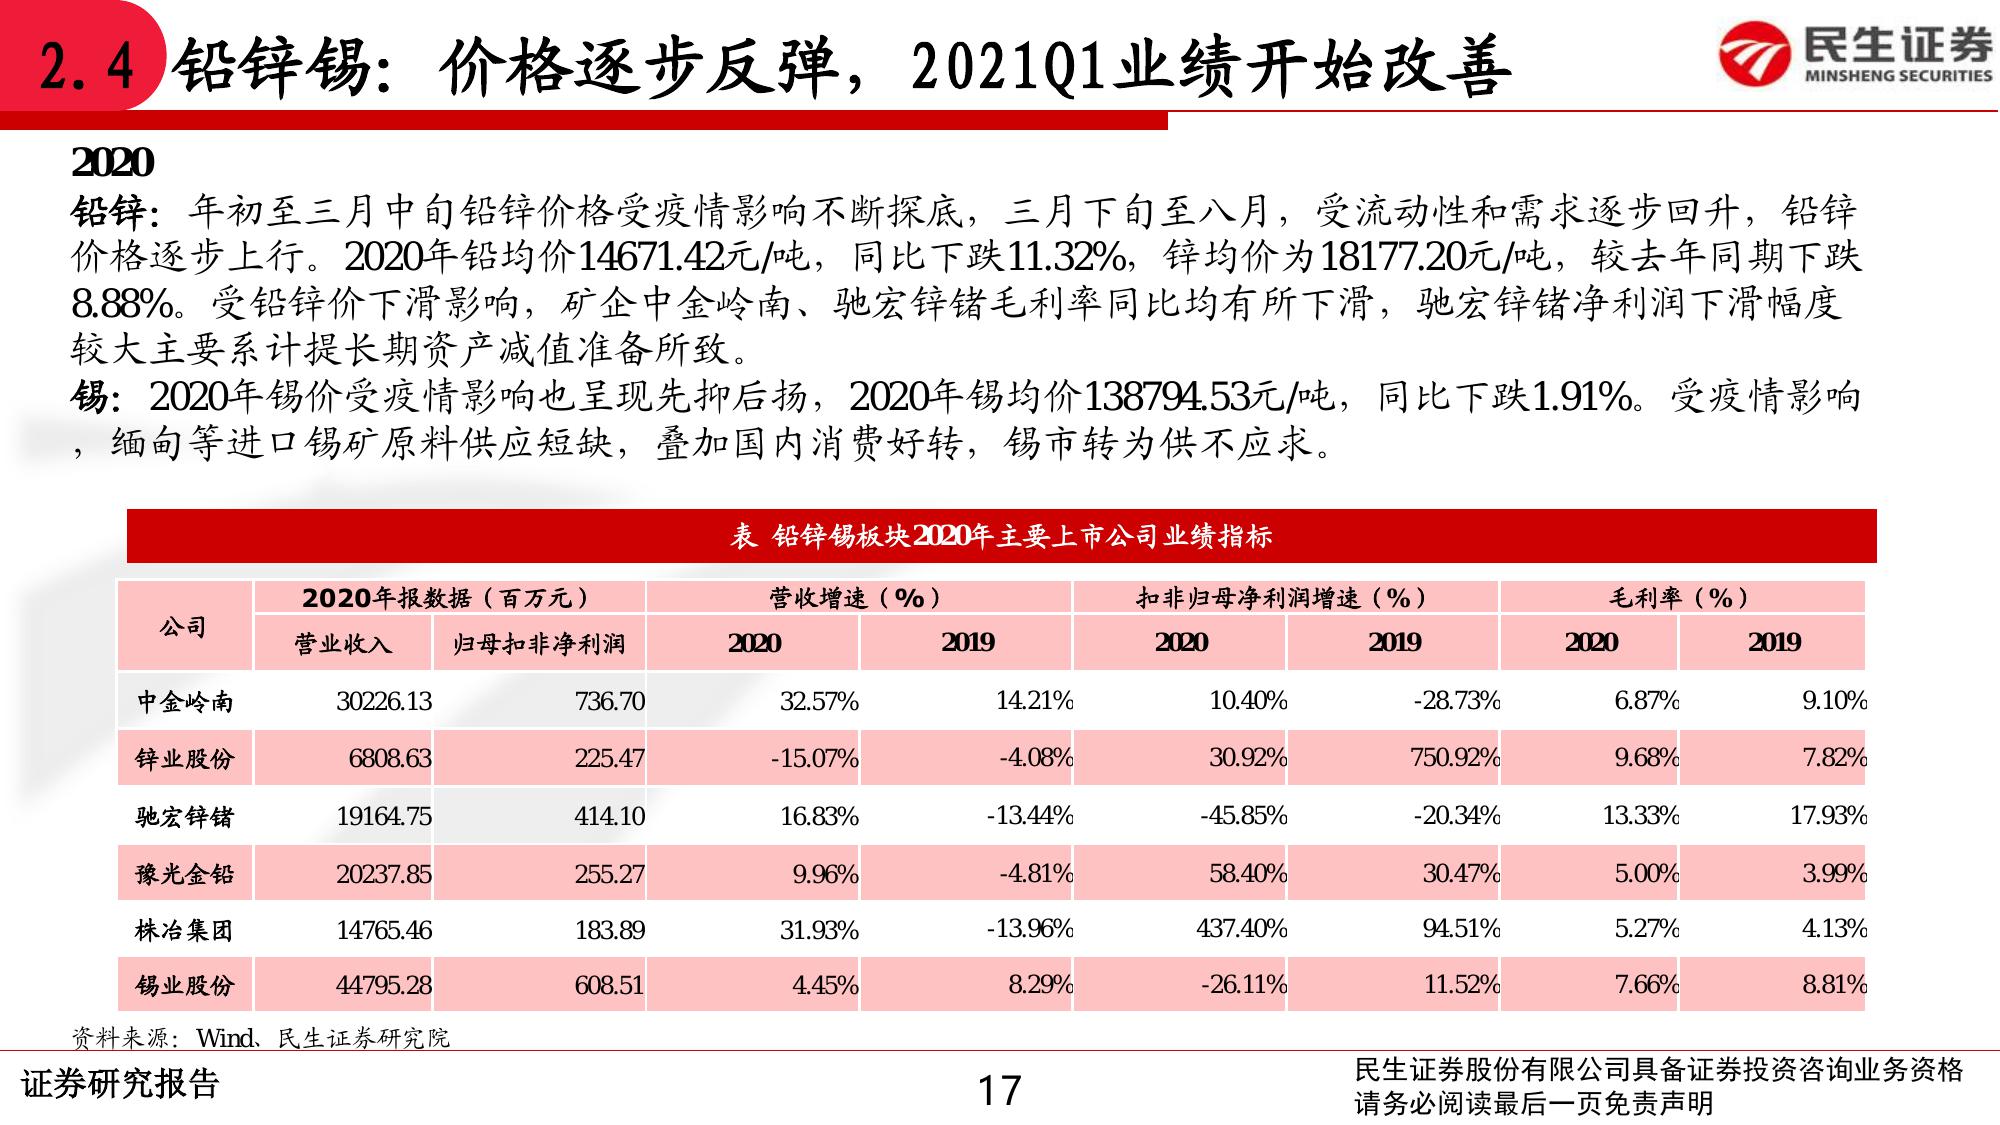 2.4 铅锌锡：价格逐步反弹，2021Q1业绩开始改善
民生证券
MINSHENG SECURITIES
2020
铅锌：年初至三月中旬铅锌价格受疫情影响不断探底，三月下旬至八月，受流动性和需求逐步回升，铅锌
价格逐步上行。2020年铅均价14671.42元/吨，同比下跌11.32%，锌均价为18177.20元/吨，较去年同期下跌
8.88%。受铅锌价下滑影响，矿企中金岭南、驰宏锌锗毛利率同比均有所下滑，驰宏锌锗净利润下滑幅度
较大主要系计提长期资产减值准备所致。
锡：2020年锡价受疫情影响也呈现先抑后扬，2020年锡均价138794.53元/吨，同比下跌1.91%。受疫情影响
，缅甸等进口锡矿原料供应短缺，叠加国内消费好转，锡市转为供不应求。
表 铅锌锡板块2020年主要上市公司业绩指标
公司 2020年报数据（百万元） 营收增速（%） 扣非归母净利润增速（%） 毛利率（%）
营业收入 归母扣非净利润 2020 2019 2020 2019 2020 2019
中金岭南 30226.13 736.70 32.57% 14.21% 10.40% -28.73% 6.87% 9.10%
锌业股份 6808.63 225.47 -15.07% -4.08% 30.92% 750.92% 9.68% 7.82%
驰宏锌锗 19164.75 414.10 16.83% -13.44% -45.85% -20.34% 13.33% 17.93%
豫光金铅 20237.85 255.27 9.96% -4.81% 58.40% 30.47% 5.00% 3.99%
株冶集团 14765.46 183.89 31.93% -13.96% 437.40% 94.51% 5.27% 4.13%
锡业股份 44795.28 608.51 4.45% 8.29% -26.11% 11.52% 7.66% 8.81%
资料来源：Wind、民生证券研究院
证券研究报告
17
民生证券股份有限公司具备证券投资咨询业务资格
请务必阅读最后一页免责声明